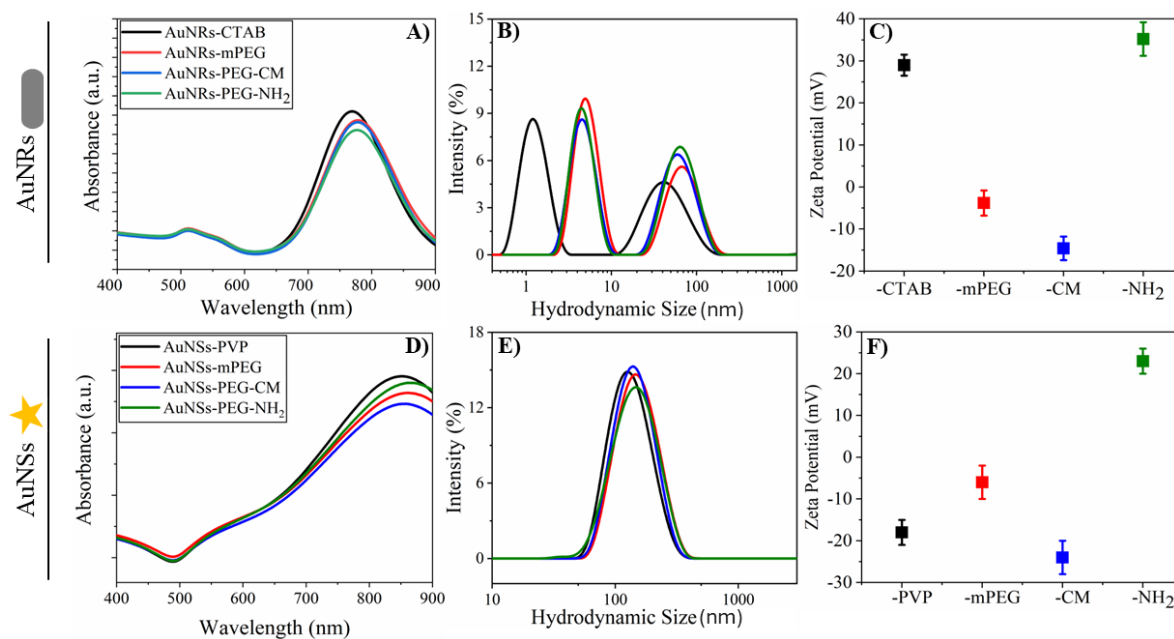 AuNRs
A)
AuNRs-CTAB
AuNRs-mPEG
AuNRs-PEG-CM
AuNRs-PEG-NH₂
Absorbance (a.u.)
400 500 600 700 800 900
Wavelength (nm)
B)
Intensity (%)
15
12
9
6
3
0
1 10 100 1000
Hydrodynamic Size (nm)
C)
Zeta Potential (mV)
40
30
20
10
0
-10
-20
-CTAB -mPEG -CM -NH₂
AuNSs
D)
AuNSs-PVP
AuNSs-mPEG
AuNSs-PEG-CM
AuNSs-PEG-NH₂
Absorbance (a.u.)
400 500 600 700 800 900
Wavelength (nm)
E)
Intensity (%)
18
15
12
9
6
3
0
10 100 1000
Hydrodynamic Size (nm)
F)
Zeta Potential (mV)
30
20
10
0
-10
-20
-30
-PVP -mPEG -CM -NH₂